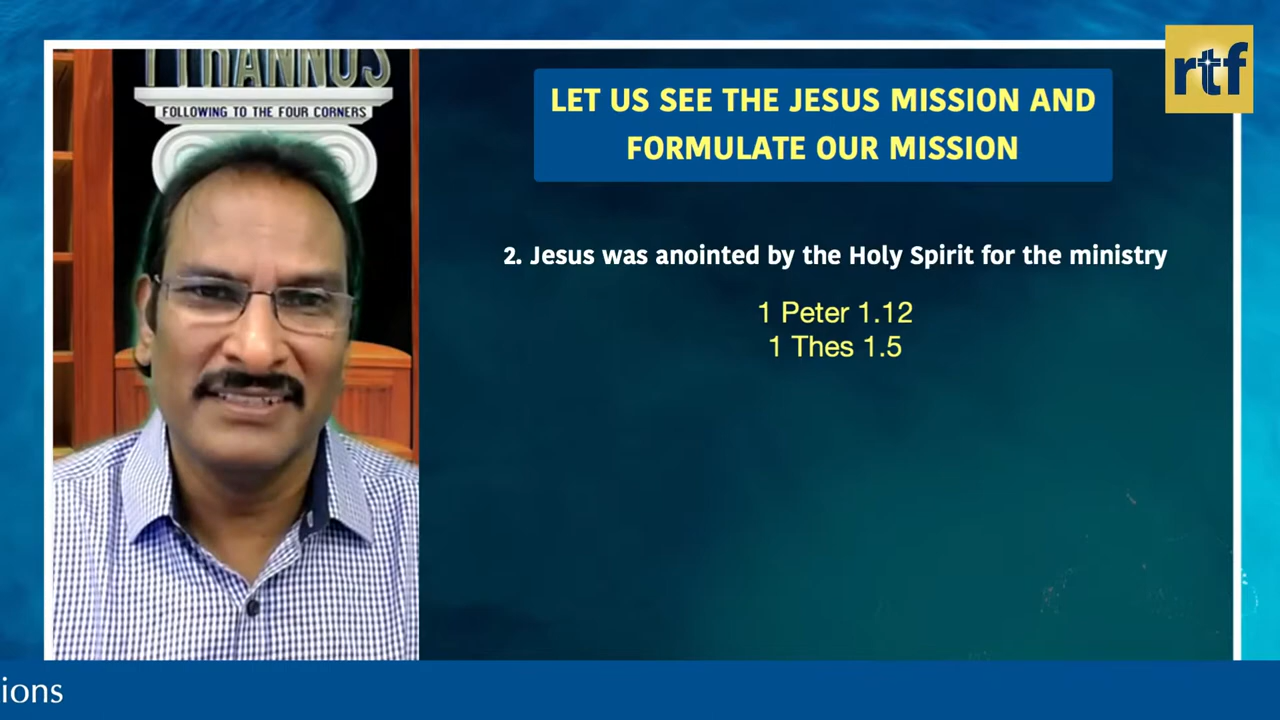 TYRANNUS
FOLLOWING TO THE FOUR CORNERS
rtf
LET US SEE THE JESUS MISSION AND
FORMULATE OUR MISSION
2. Jesus was anointed by the Holy Spirit for the ministry
1 Peter 1.12
1 Thes 1.5
ions